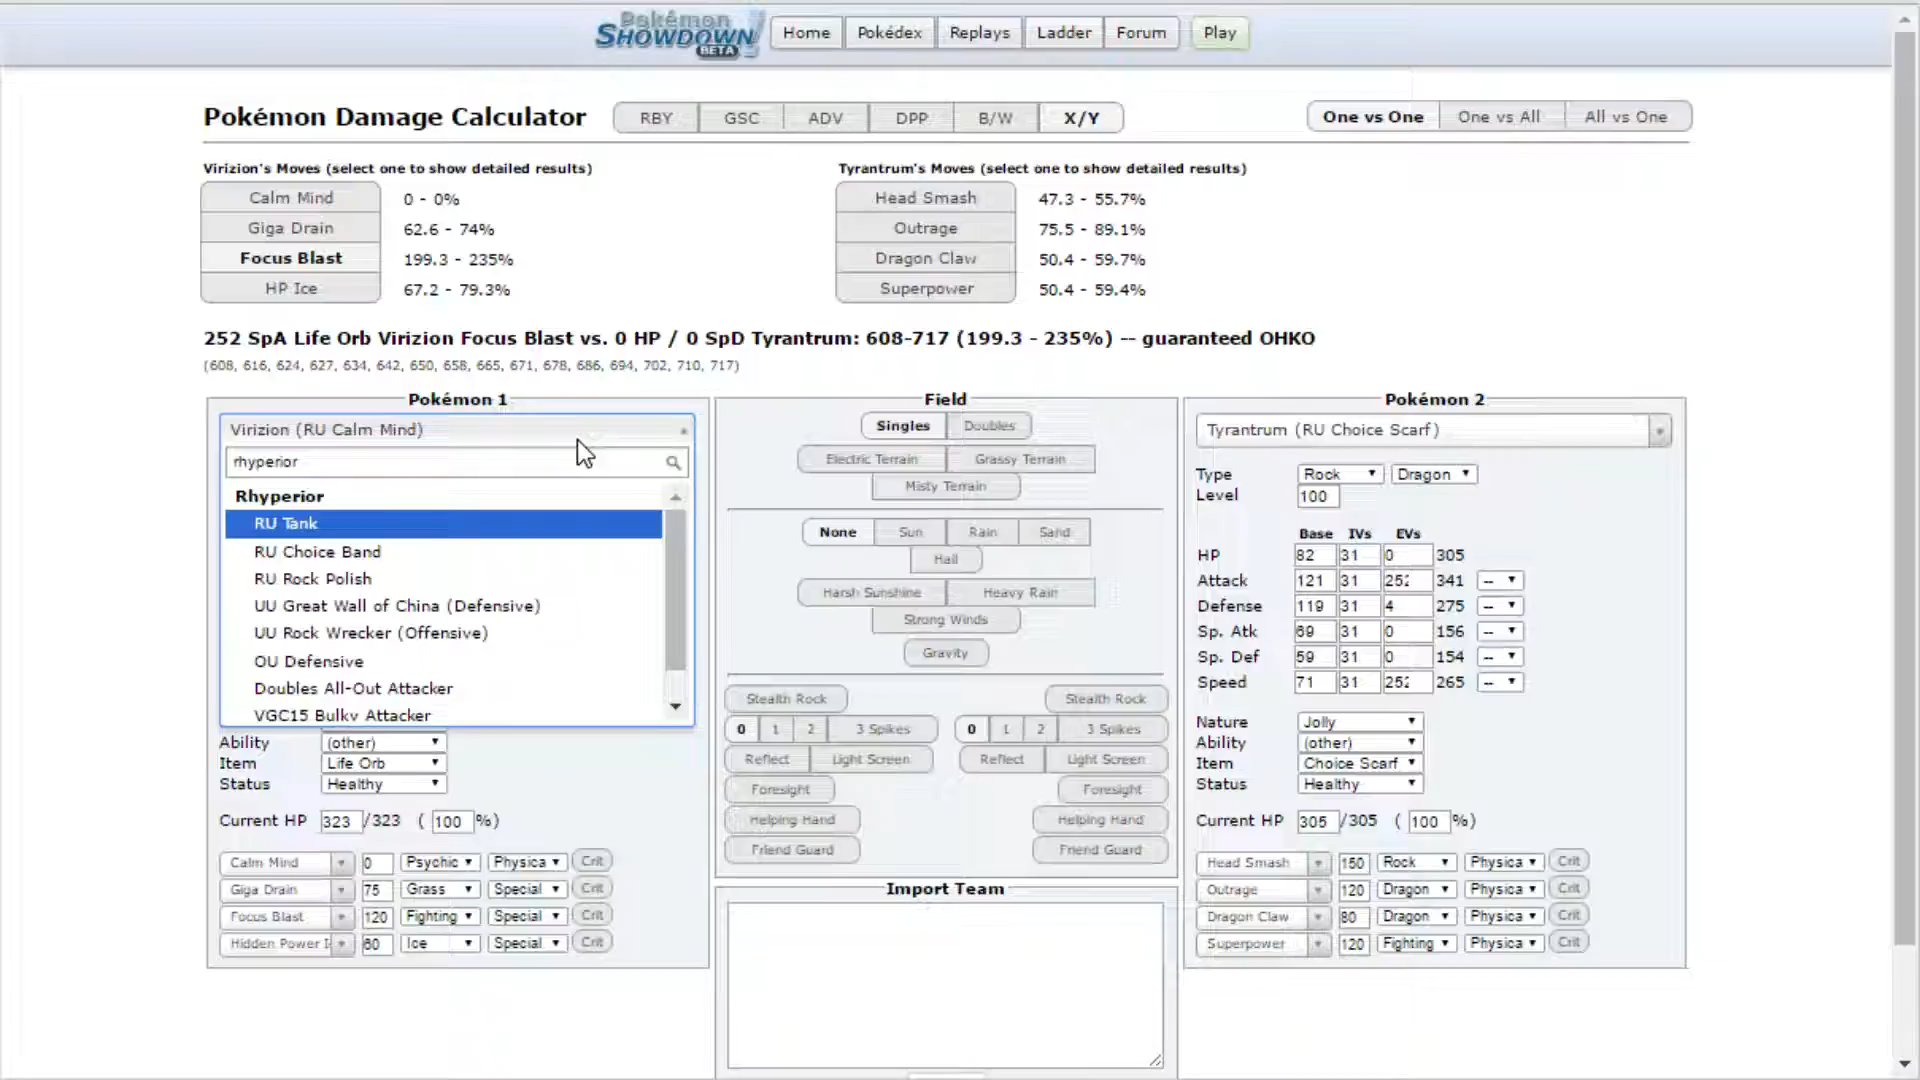 Pokémon SHOWDOWN! BETA Home Pokédex Replays Ladder Forum Play
Pokémon Damage Calculator RBY GSC ADV DPP B/W X/Y One vs One One vs All All vs One
Virizion's Moves (select one to show detailed results)
Calm Mind 0 - 0%
Giga Drain 62.6 - 74%
Focus Blast 199.3 - 235%
HP Ice 67.2 - 79.3%
Tyrantrum's Moves (select one to show detailed results)
Head Smash 47.3 - 55.7%
Outrage 75.5 - 89.1%
Dragon Claw 50.4 - 59.7%
Superpower 50.4 - 59.4%
252 SpA Life Orb Virizion Focus Blast vs. 0 HP / 0 SpD Tyrantrum: 608-717 (199.3 - 235%) -- guaranteed OHKO
(608, 616, 624, 627, 634, 642, 650, 658, 665, 671, 678, 686, 694, 702, 710, 717)
Pokémon 1
Virizion (RU Calm Mind)
rhyperior
Rhyperior
RU Tank
RU Choice Band
RU Rock Polish
UU Great Wall of China (Defensive)
UU Rock Wrecker (Offensive)
OU Defensive
Doubles All-Out Attacker
VGC15 Bulky Attacker
Ability (other)
Item Life Orb
Status Healthy
Current HP 323 /323 ( 100 %)
Calm Mind 0 Psychic Physica Crit
Giga Drain 75 Grass Special Crit
Focus Blast 120 Fighting Special Crit
Hidden Power I 60 Ice Special Crit
Field
Singles Doubles
Electric Terrain Grassy Terrain
Misty Terrain
None Sun Rain Sand
Hail
Harsh Sunshine Heavy Rain
Strong Winds
Gravity
Stealth Rock Stealth Rock
0 1 2 3 Spikes 0 1 2 3 Spikes
Reflect Light Screen Reflect Light Screen
Foresight Foresight
Helping Hand Helping Hand
Friend Guard Friend Guard
Import Team
Pokémon 2
Tyrantrum (RU Choice Scarf)
Type Rock Dragon
Level 100
Base IVs EVs
HP 82 31 0 305
Attack 121 31 252 341 --
Defense 119 31 4 275 --
Sp. Atk 69 31 0 156 --
Sp. Def 59 31 0 154 --
Speed 71 31 252 265 --
Nature Jolly
Ability (other)
Item Choice Scarf
Status Healthy
Current HP 305 /305 ( 100 %)
Head Smash 150 Rock Physica Crit
Outrage 120 Dragon Physica Crit
Dragon Claw 80 Dragon Physica Crit
Superpower 120 Fighting Physica Crit